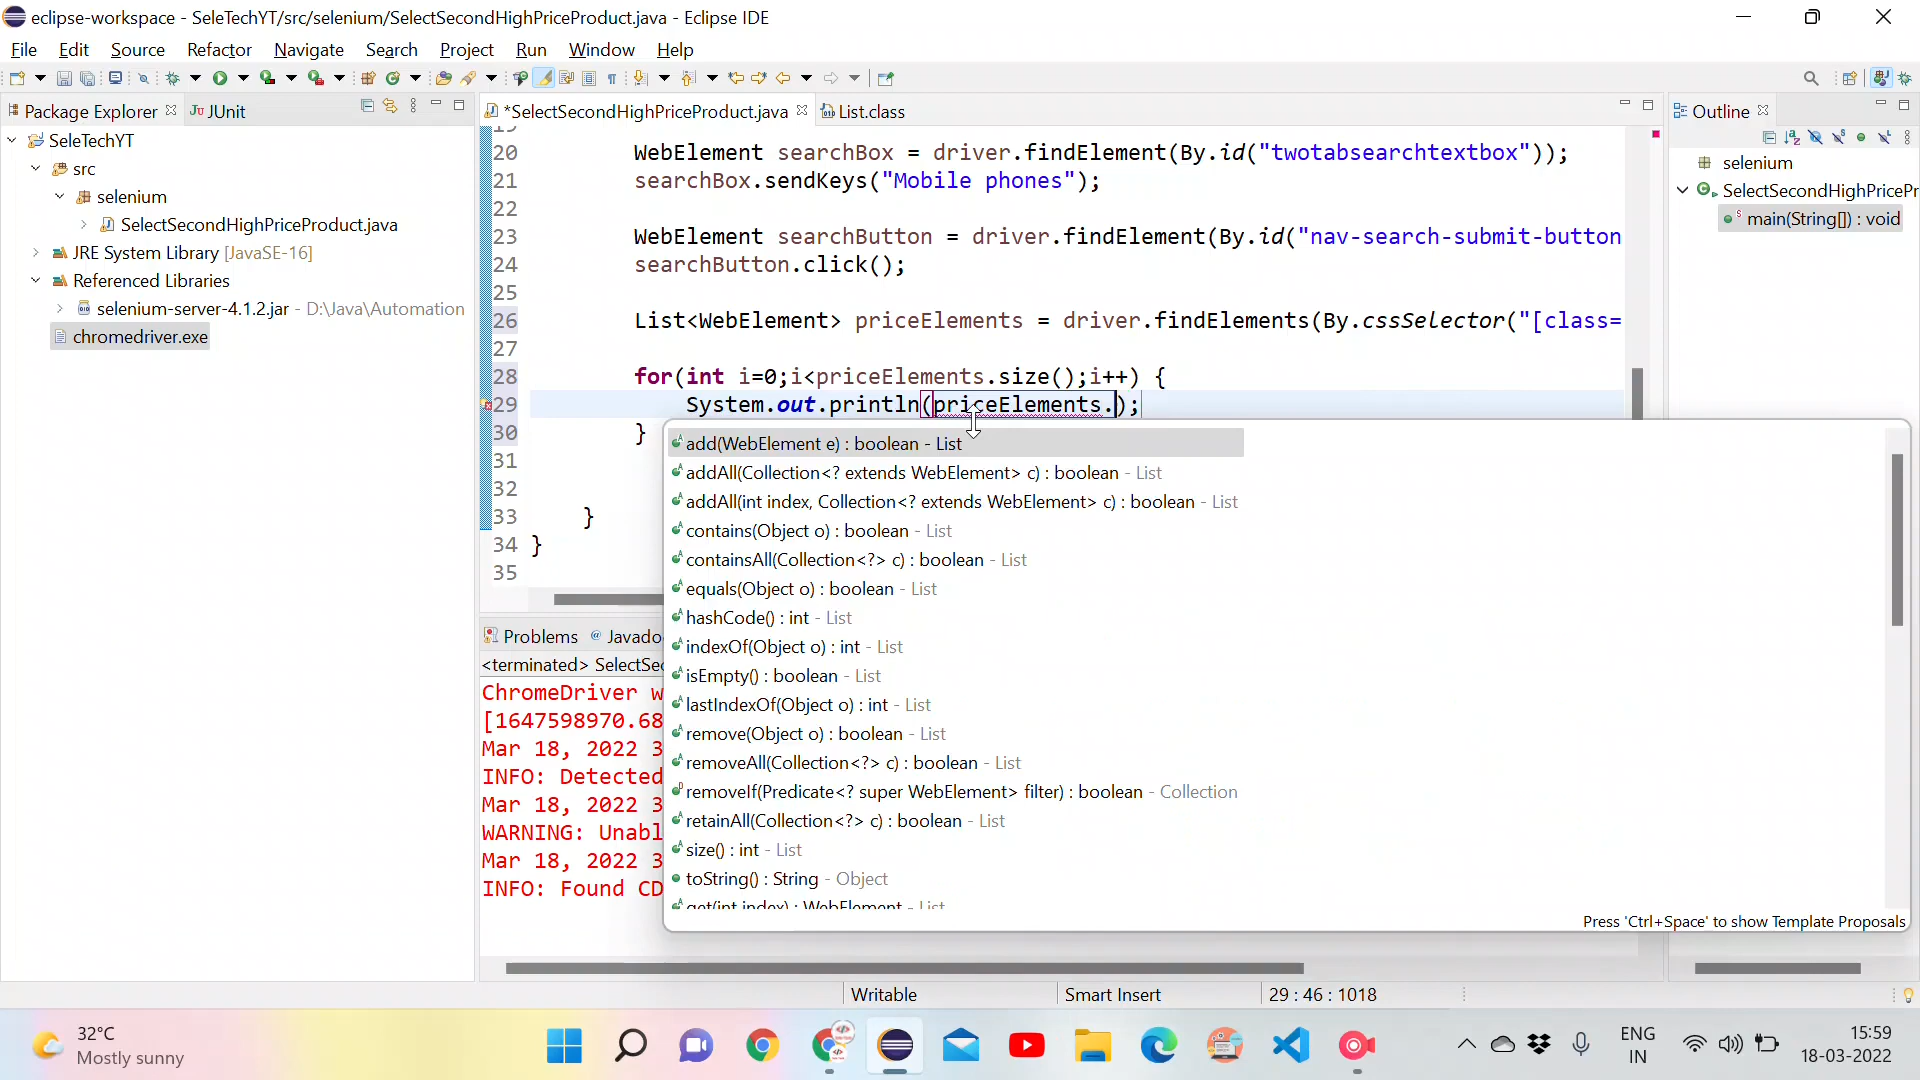 eclipse-workspace - SeleTechYT/src/selenium/SelectSecondHighPriceProduct.java - Eclipse IDE
File Edit Source Refactor Navigate Search Project Run Window Help
Package Explorer
JUnit
*SelectSecondHighPriceProduct.java
List.class
Outline
SeleTechYT
src
selenium
SelectSecondHighPriceProduct.java
JRE System Library [JavaSE-16]
Referenced Libraries
selenium-server-4.1.2.jar - D:\Java\Automation
chromedriver.exe
19
20 WebElement searchBox = driver.findElement(By.id("twotabsearchtextbox"));
21 searchBox.sendKeys("Mobile phones");
22
23 WebElement searchButton = driver.findElement(By.id("nav-search-submit-button
24 searchButton.click();
25
26 List<WebElement> priceElements = driver.findElements(By.cssSelector("[class=
27
28 for(int i=0;i<priceElements.size();i++) {
29 System.out.println(priceElements.);
30 }
31
32
33 }
34 }
35
add(WebElement e) : boolean - List
addAll(Collection<? extends WebElement> c) : boolean - List
addAll(int index, Collection<? extends WebElement> c) : boolean - List
contains(Object o) : boolean - List
containsAll(Collection<?> c) : boolean - List
equals(Object o) : boolean - List
hashCode() : int - List
indexOf(Object o) : int - List
isEmpty() : boolean - List
lastIndexOf(Object o) : int - List
remove(Object o) : boolean - List
removeAll(Collection<?> c) : boolean - List
removeIf(Predicate<? super WebElement> filter) : boolean - Collection
retainAll(Collection<?> c) : boolean - List
size() : int - List
toString() : String - Object
get(int index) : WebElement - List
Press 'Ctrl+Space' to show Template Proposals
selenium
SelectSecondHighPricePr
main(String[]) : void
Problems @ Javado
<terminated> SelectSec
ChromeDriver w
[1647598970.68
Mar 18, 2022 3
INFO: Detected
Mar 18, 2022 3
WARNING: Unabl
Mar 18, 2022 3
INFO: Found CD
Writable
Smart Insert
29 : 46 : 1018
32°C
Mostly sunny
ENG
IN
15:59
18-03-2022